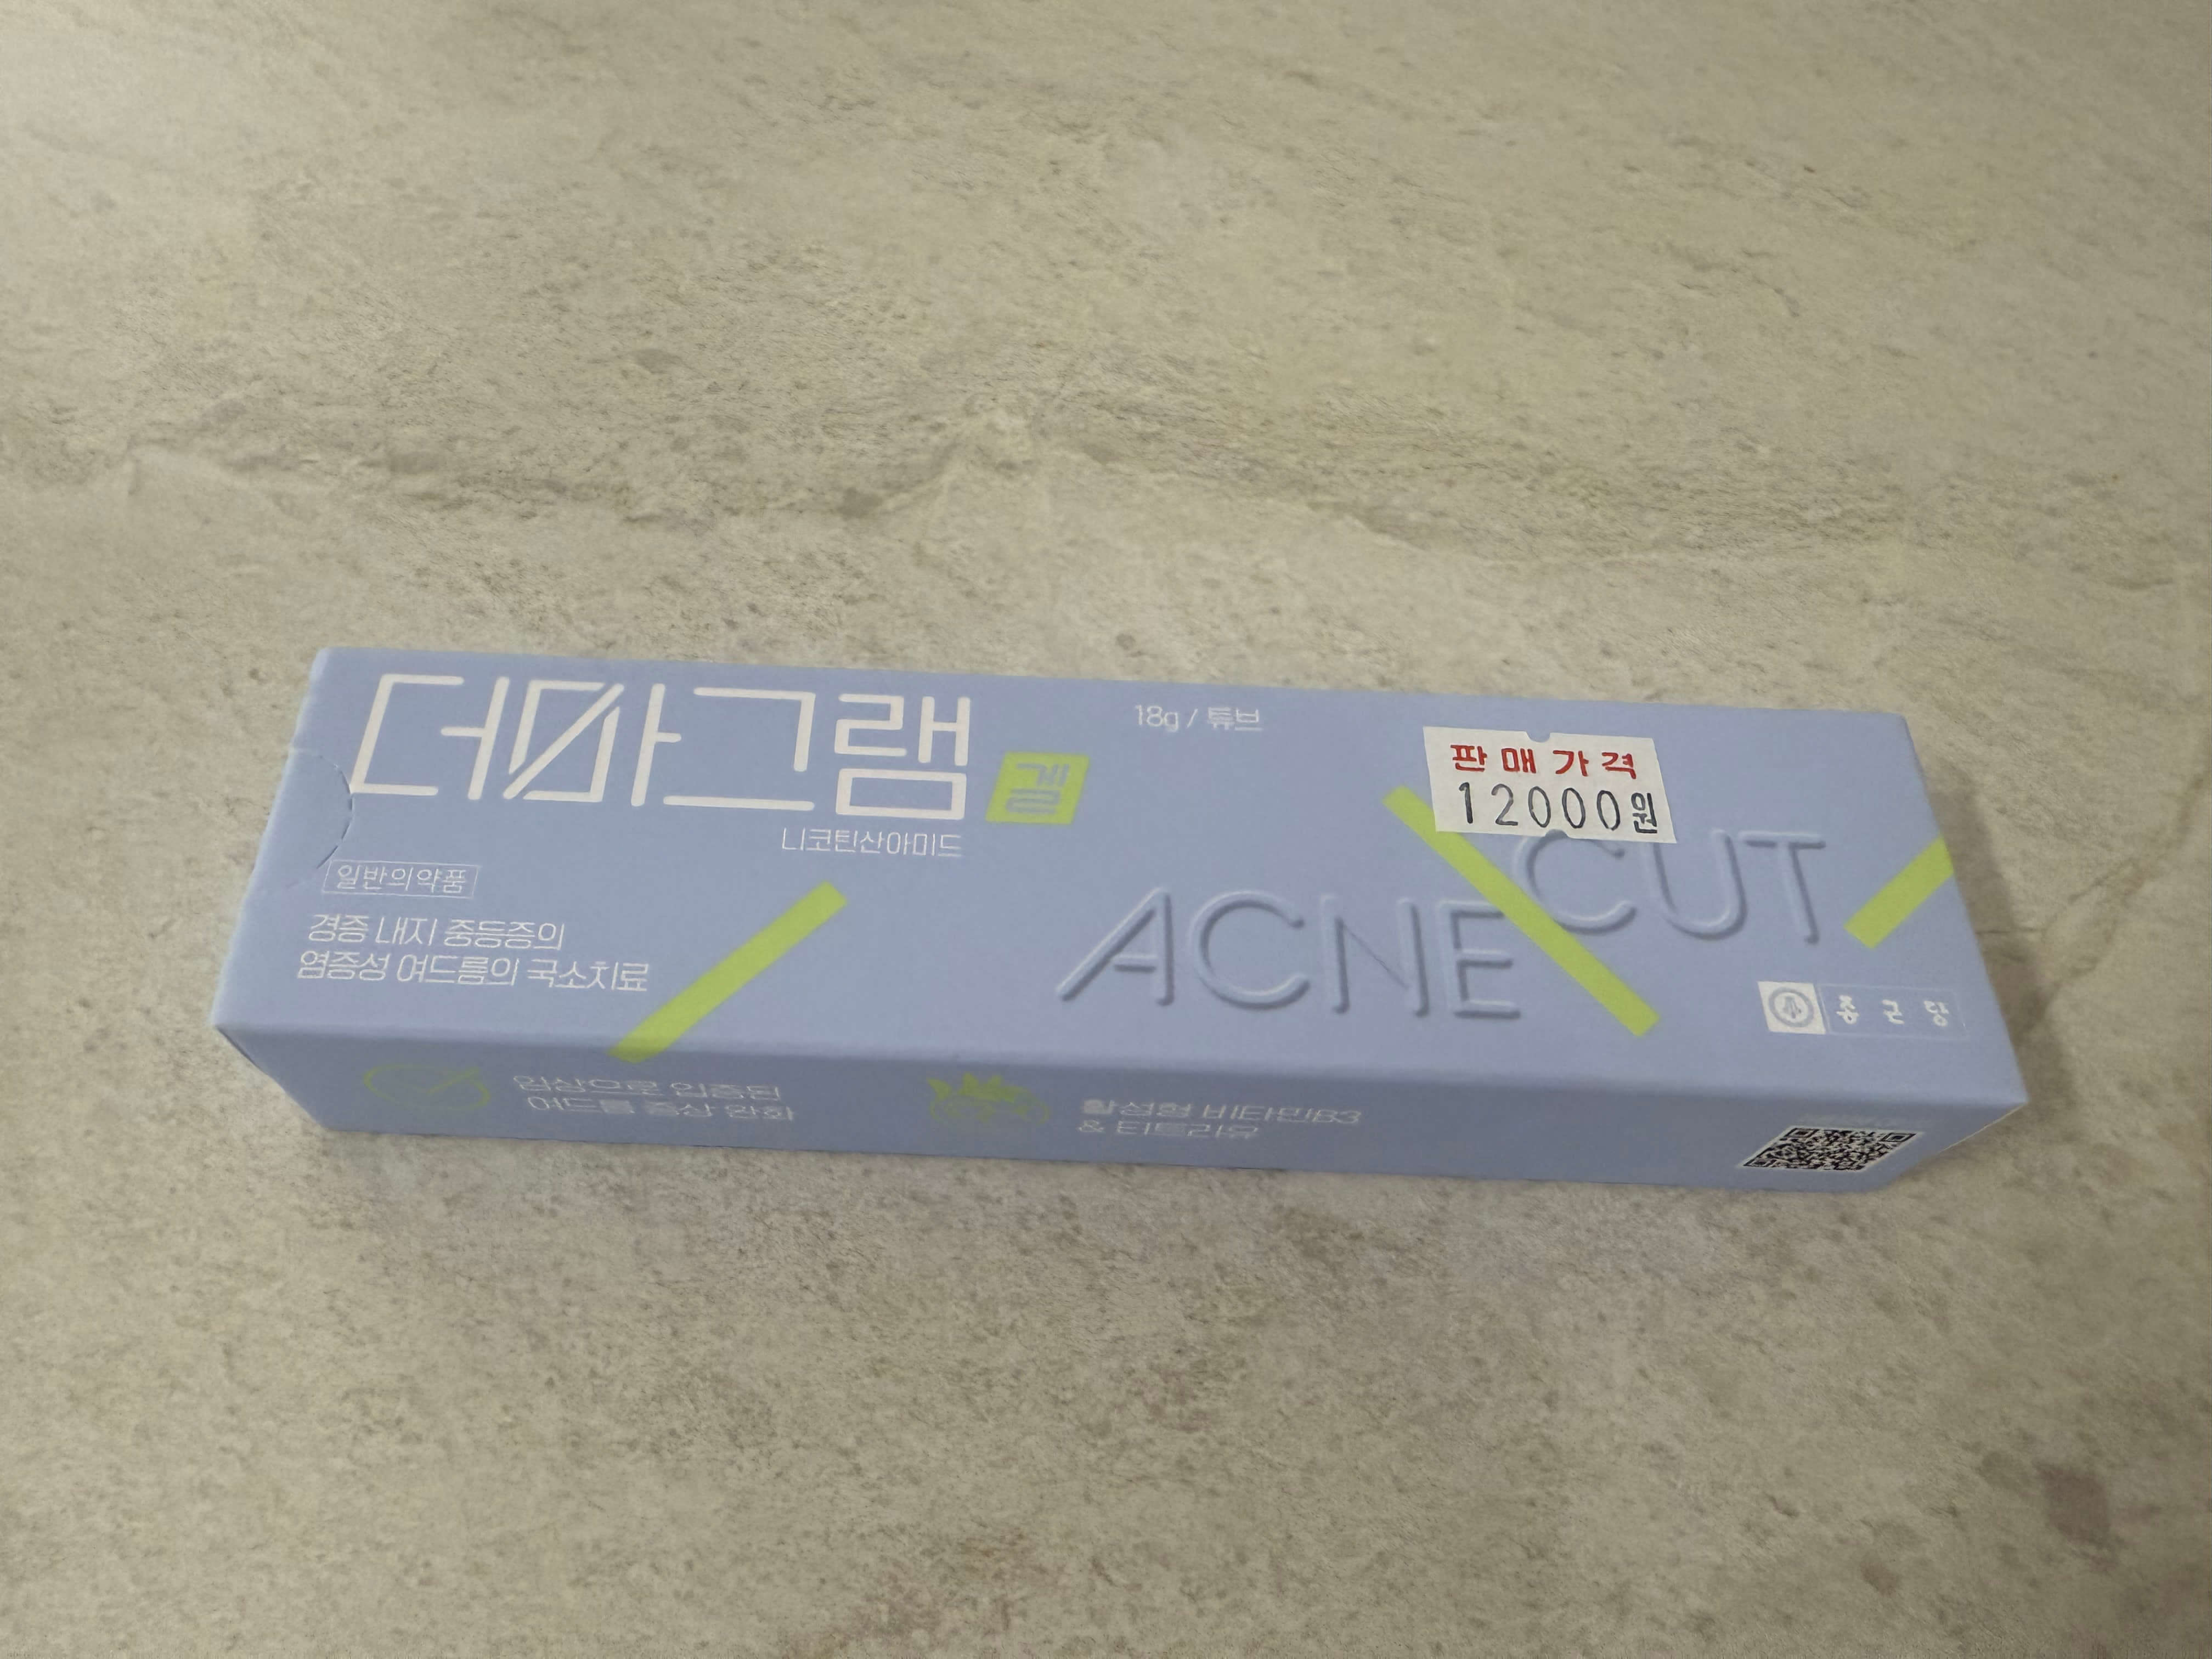 더마그램 겔
니코틴산아미드
18g / 튜브
판매가격
12000원
일반의약품
경증 내지 중등증의
염증성 여드름의 국소치료
ACNE CUT
종근당
임상으로 입증된
여드름 증상 완화
활성형 비타민B3
& 티트리유